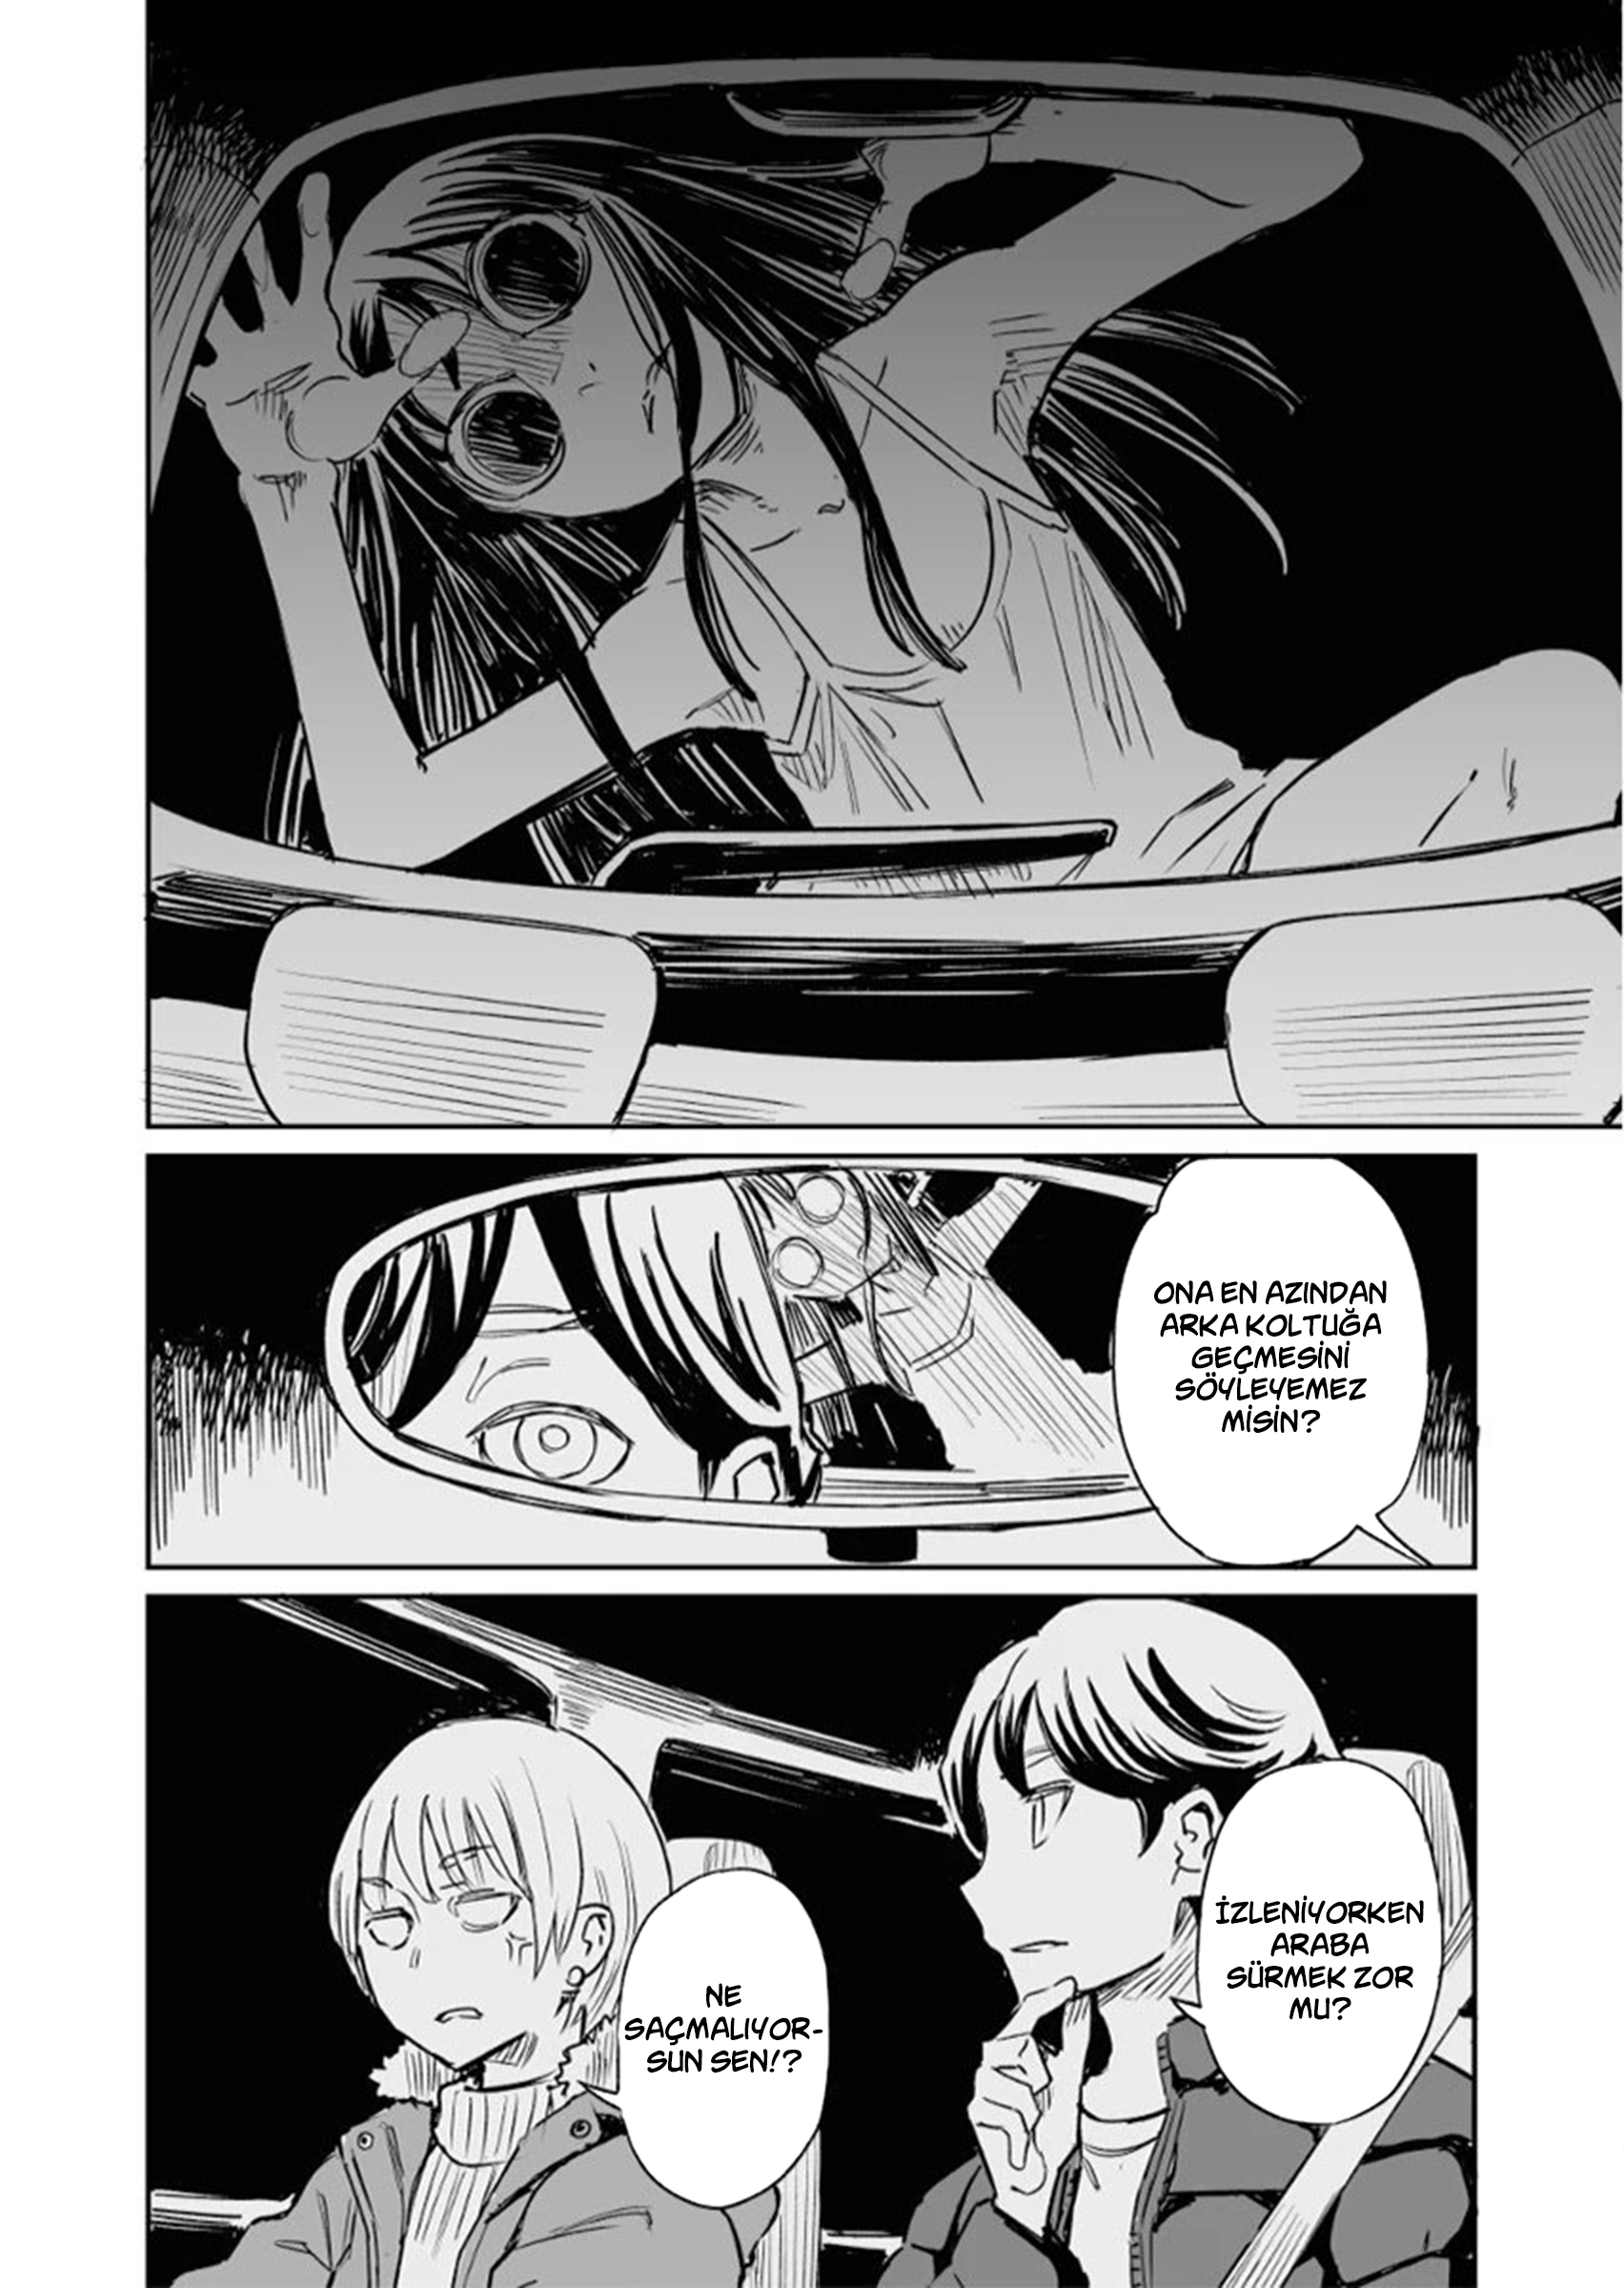 ONA EN AZINDAN
ARKA KOLTUĞA
GEÇMESİNİ
SÖYLEYEMEZ
MİSİN?
İZLENİYORKEN
ARABA
SÜRMEK ZOR
MU?
NE
SAÇMALIYOR-
SUN SEN!?